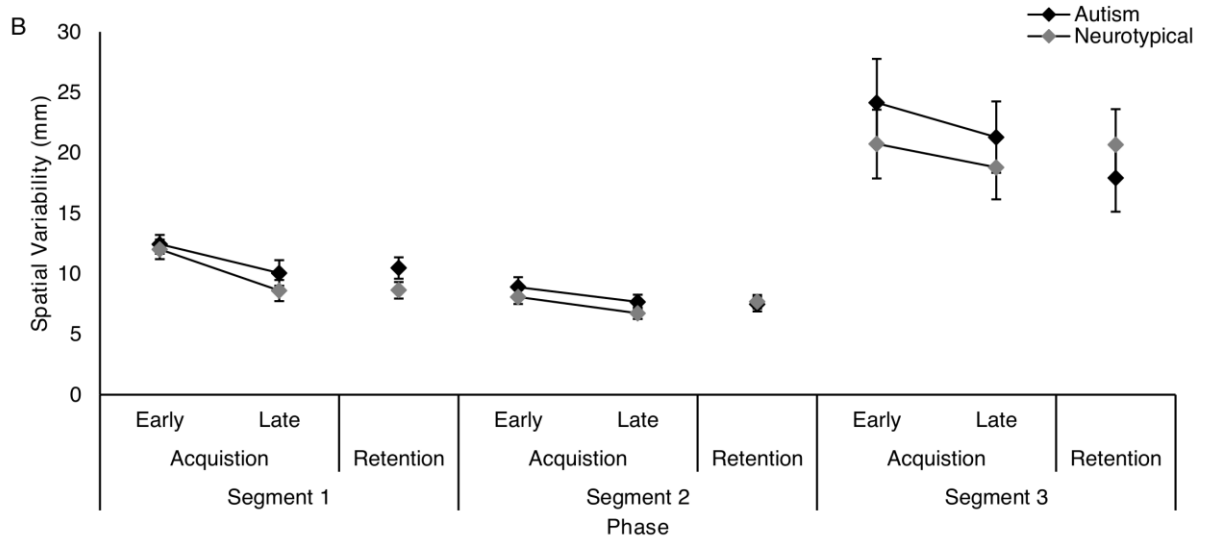 B
Autism
Neurotypical
Spatial Variability (mm)
30
25
20
15
10
5
0
Early Late Early Late Early Late
Acquistion Retention Acquistion Retention Acquistion Retention
Segment 1 Segment 2 Segment 3
Phase